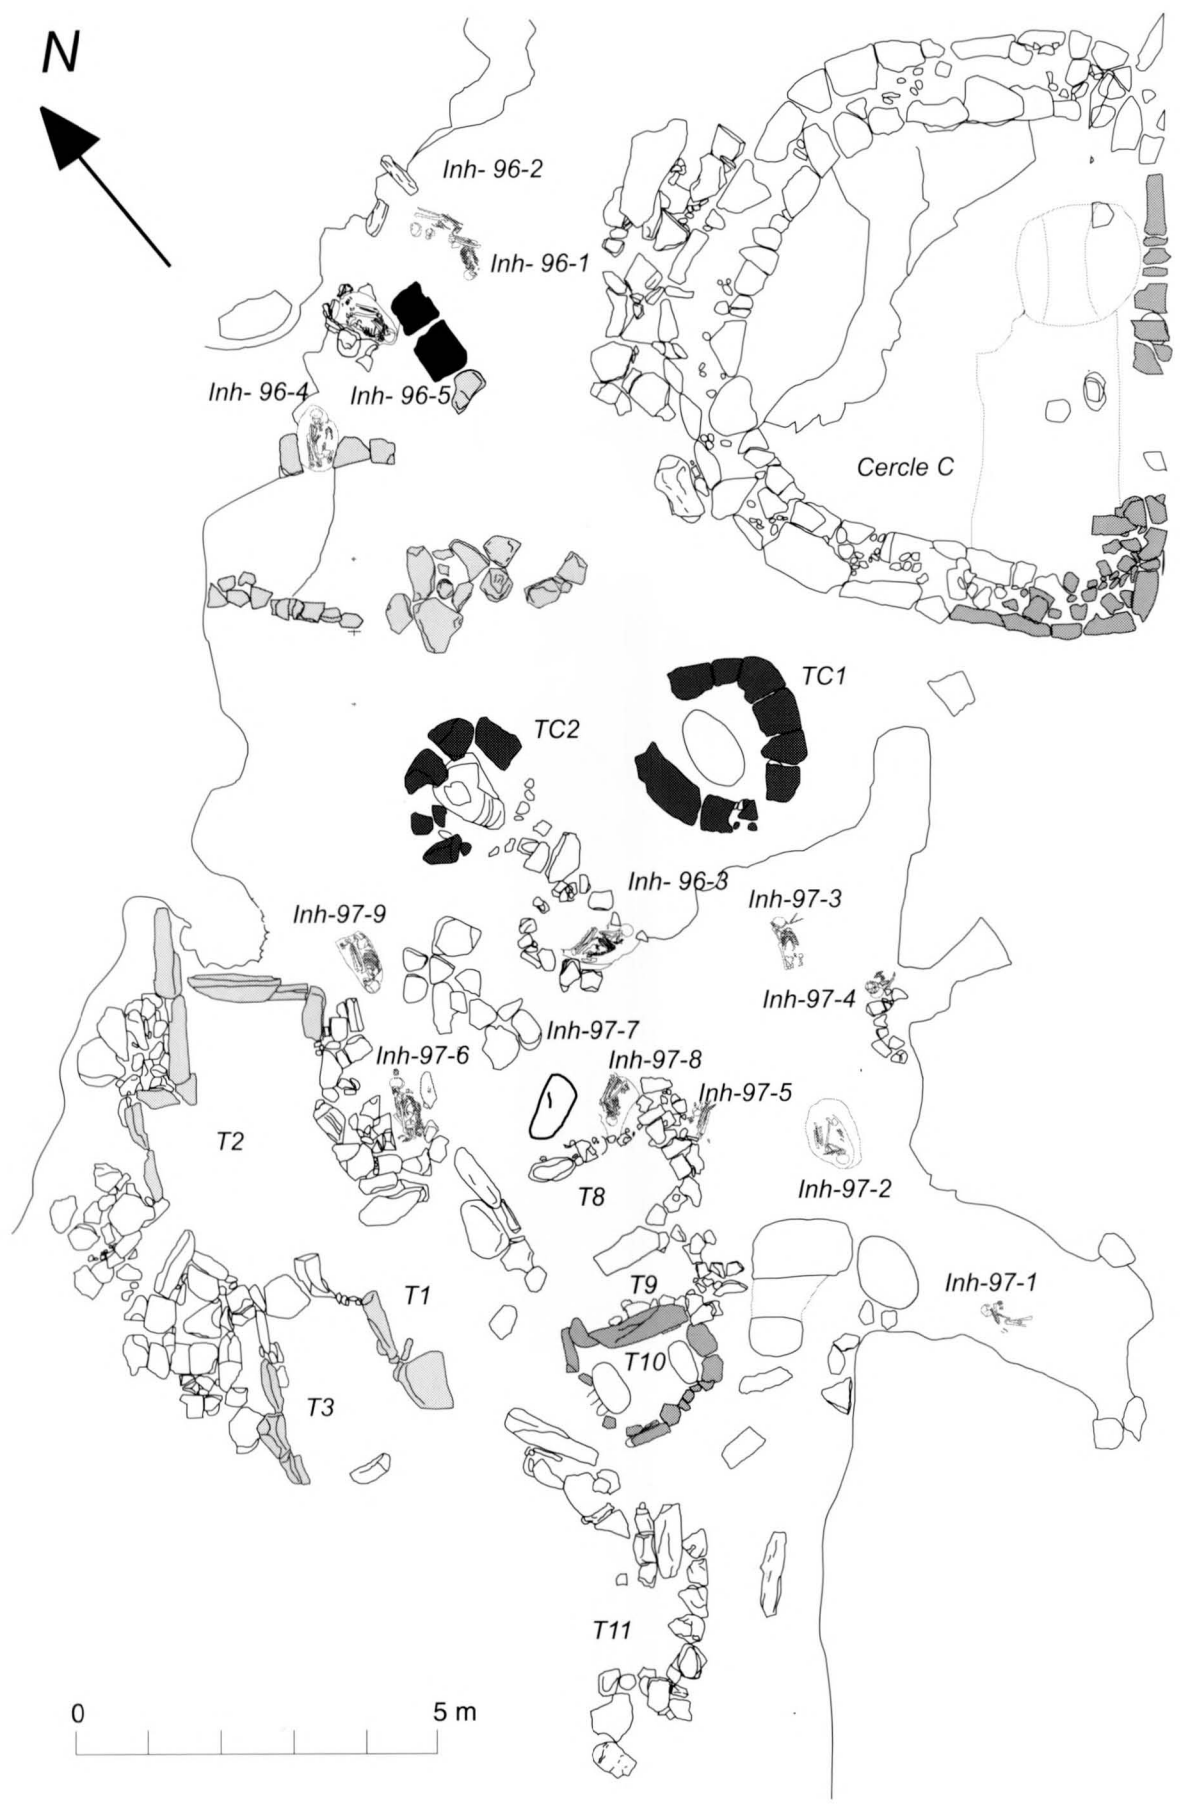 N
Inh- 96-2
Inh- 96-1
Inh- 96-4
Inh- 96-5
Cercle C
TC1
TC2
Inh- 96-3
Inh-97-3
Inh-97-9
Inh-97-4
Inh-97-7
Inh-97-6
Inh-97-8
Inh-97-5
T2
Inh-97-2
T8
T1
T9
Inh-97-1
T10
T3
T11
0
5 m